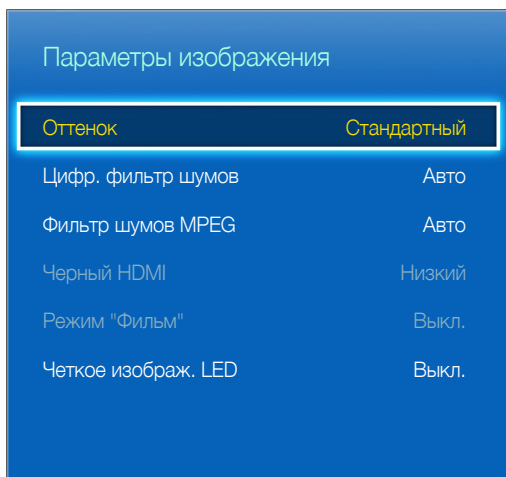 Параметры изображения
Оттенок Стандартный
Цифр. фильтр шумов Авто
Фильтр шумов MPEG Авто
Черный HDMI Низкий
Режим "Фильм" Выкл.
Четкое изображ. LED Выкл.